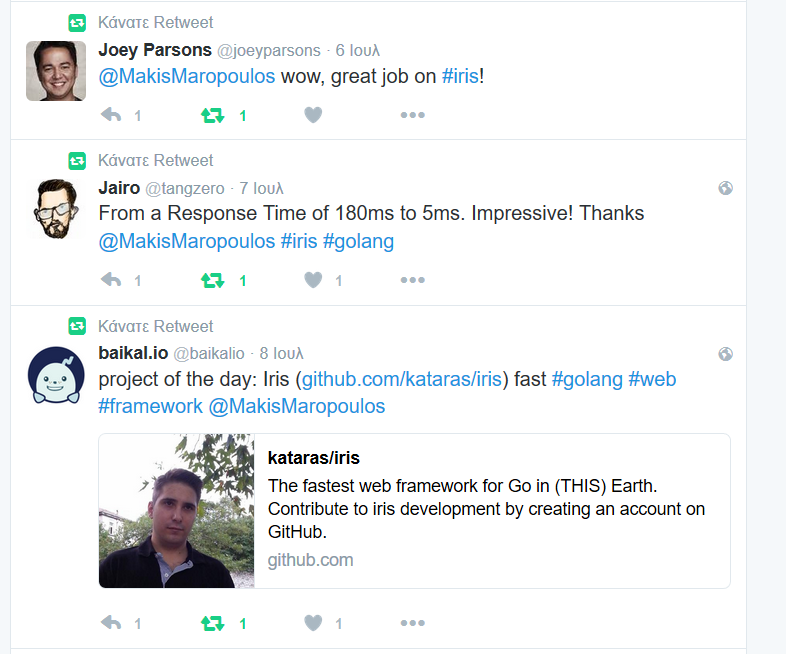 Κάνατε Retweet
Joey Parsons @joeyparsons · 6 Ιουλ
@MakisMaropoulos wow, great job on #iris!
1 1
Κάνατε Retweet
Jairo @tangzero · 7 Ιουλ
From a Response Time of 180ms to 5ms. Impressive! Thanks
@MakisMaropoulos #iris #golang
1 1 1
Κάνατε Retweet
baikal.io @baikalio · 8 Ιουλ
project of the day: Iris (github.com/kataras/iris) fast #golang #web
#framework @MakisMaropoulos
kataras/iris
The fastest web framework for Go in (THIS) Earth.
Contribute to iris development by creating an account on
GitHub.
github.com
1 1 1